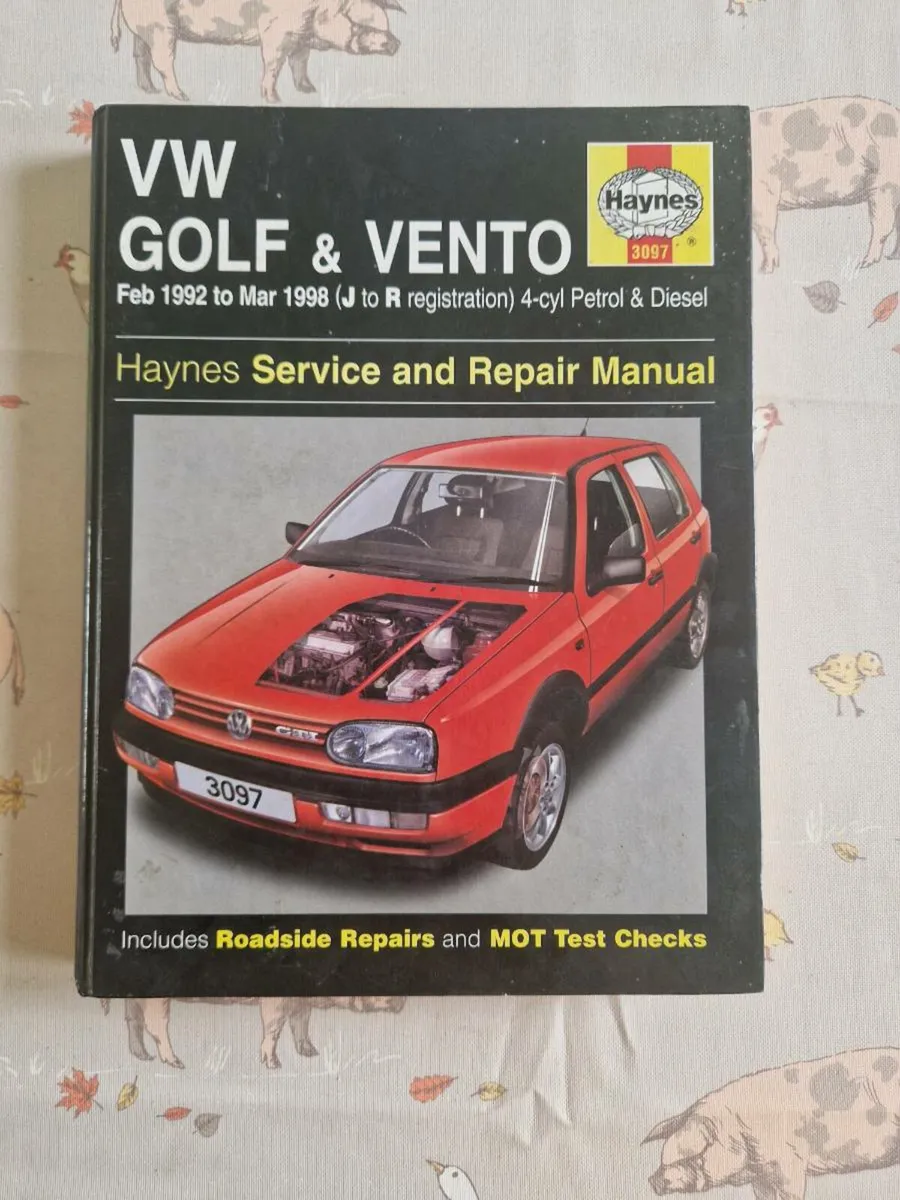 VW
GOLF & VENTO
Haynes
3097
®
Feb 1992 to Mar 1998 (J to R registration) 4-cyl Petrol & Diesel
Haynes Service and Repair Manual
3097
Includes Roadside Repairs and MOT Test Checks